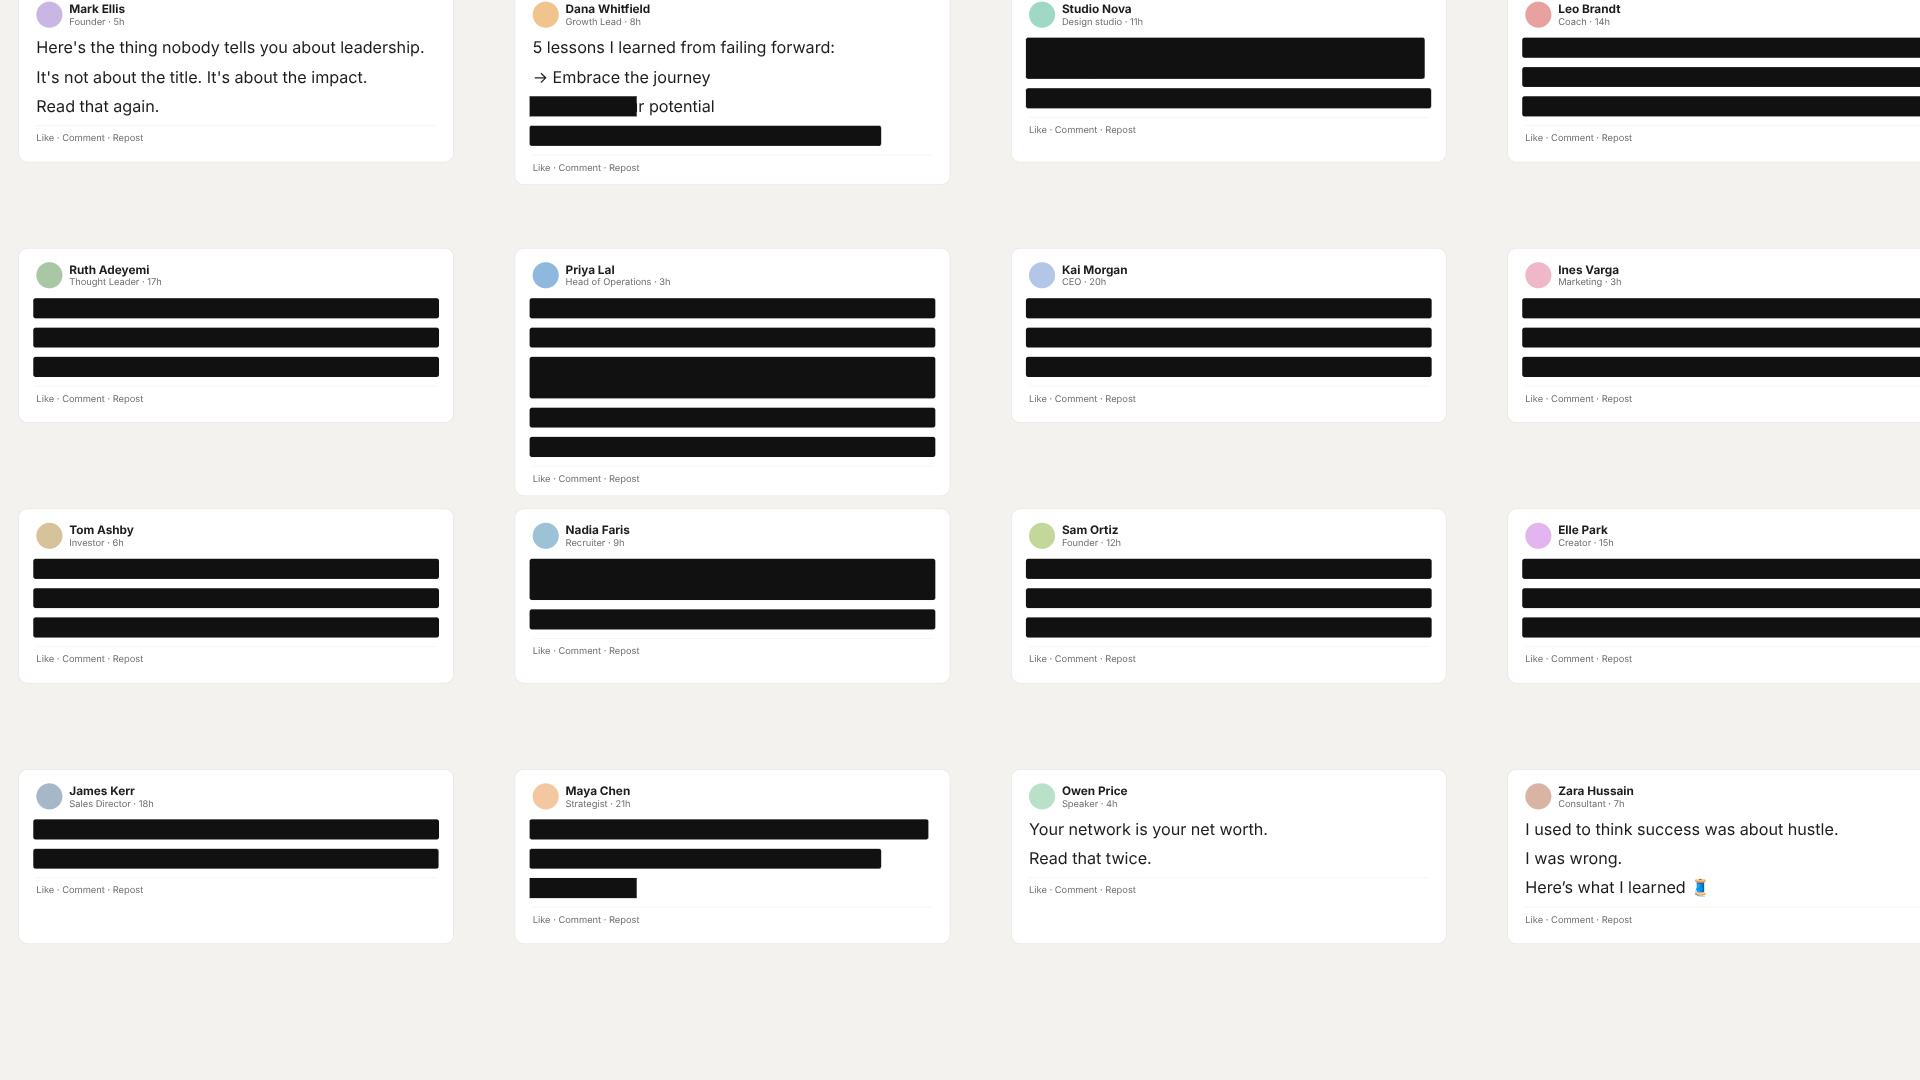 Mark Ellis
Founder · 5h
Here's the thing nobody tells you about leadership.
It's not about the title. It's about the impact.
Read that again.
Like · Comment · Repost
Dana Whitfield
Growth Lead · 8h
5 lessons I learned from failing forward:
→ Embrace the journey
potential
Like · Comment · Repost
Studio Nova
Design studio · 11h
Like · Comment · Repost
Leo Brandt
Coach · 14h
Like · Comment · Repost
Ruth Adeyemi
Thought Leader · 17h
Like · Comment · Repost
Priya Lal
Head of Operations · 3h
Like · Comment · Repost
Kai Morgan
CEO · 20h
Like · Comment · Repost
Ines Varga
Marketing · 3h
Like · Comment · Repost
Tom Ashby
Investor · 6h
Like · Comment · Repost
Nadia Faris
Recruiter · 9h
Like · Comment · Repost
Sam Ortiz
Founder · 12h
Like · Comment · Repost
Elle Park
Creator · 15h
Like · Comment · Repost
James Kerr
Sales Director · 18h
Like · Comment · Repost
Maya Chen
Strategist · 21h
Like · Comment · Repost
Owen Price
Speaker · 4h
Your network is your net worth.
Read that twice.
Like · Comment · Repost
Zara Hussain
Consultant · 7h
I used to think success was about hustle.
I was wrong.
Here’s what I learned 🧵
Like · Comment · Repost